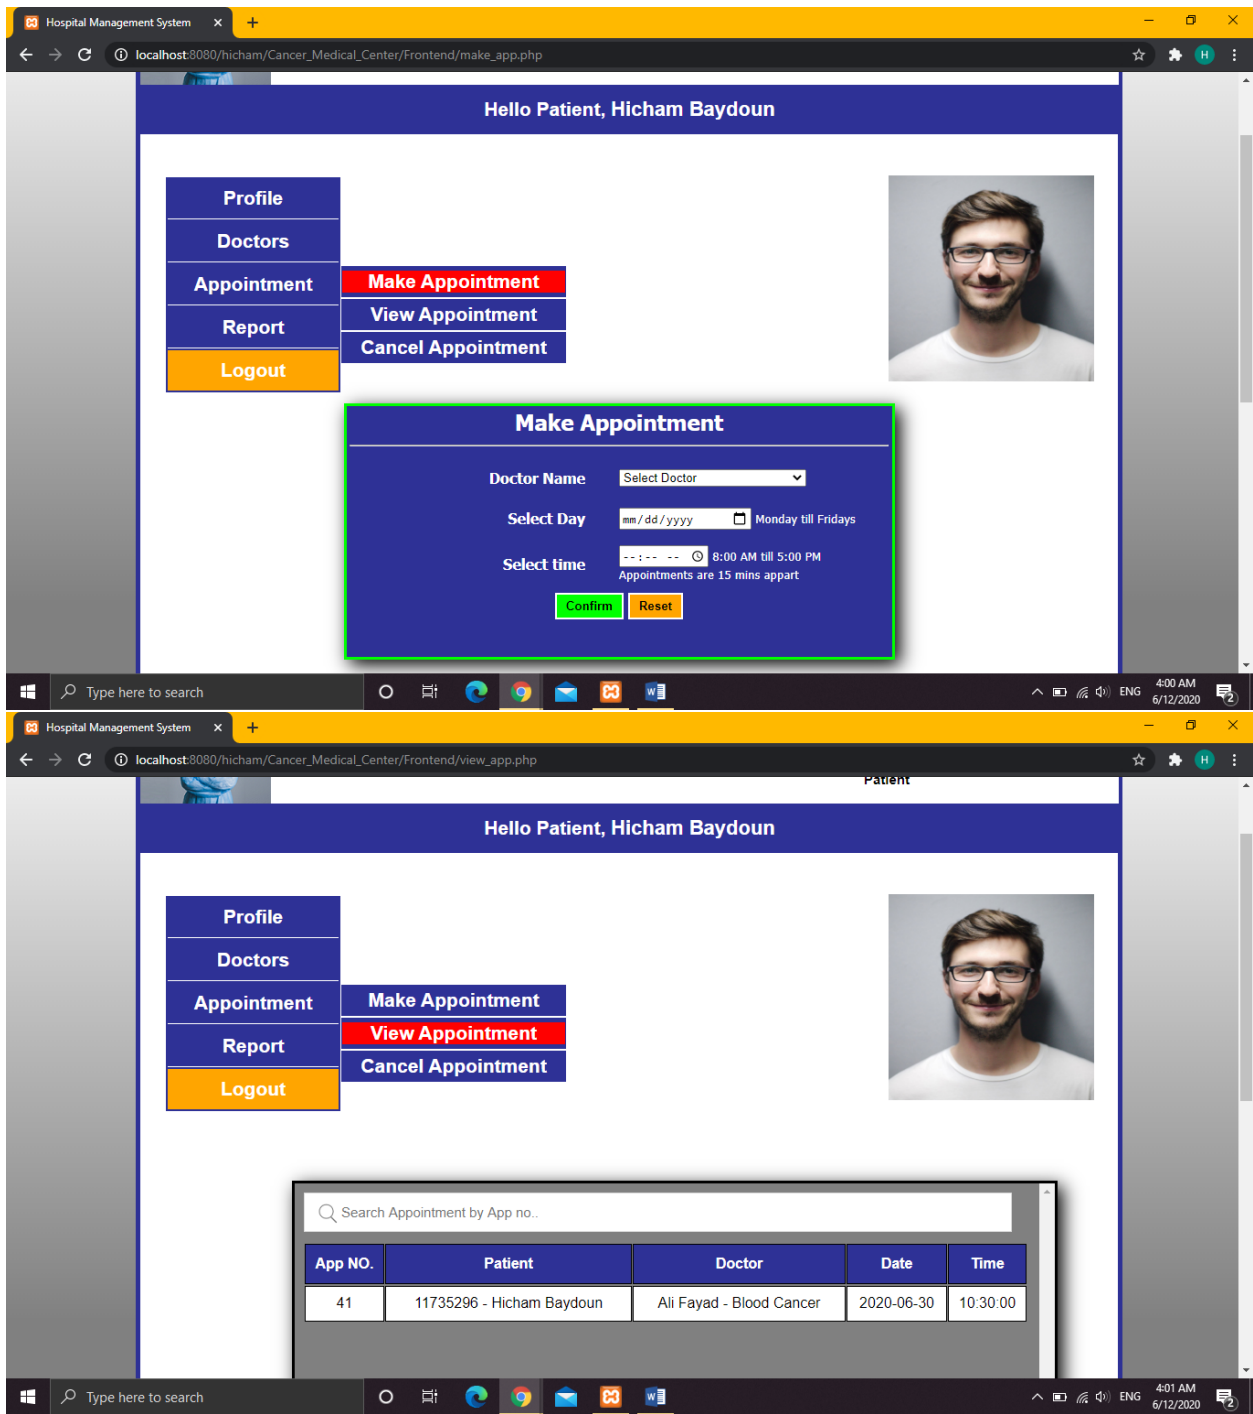 Hospital Management System
localhost:8080/hicham/Cancer_Medical_Center/Frontend/make_app.php
H
Hello Patient, Hicham Baydoun
Profile
Doctors
Appointment
Make Appointment
View Appointment
Report
Cancel Appointment
Logout
Make Appointment
Doctor Name Select Doctor
Select Day mm/dd/yyyy Monday till Fridays
Select time --:-- -- 8:00 AM till 5:00 PM
Appointments are 15 mins appart
Confirm Reset
Type here to search
W
ENG
4:00 AM
6/12/2020
2
Hospital Management System
localhost:8080/hicham/Cancer_Medical_Center/Frontend/view_app.php
H
Patient
Hello Patient, Hicham Baydoun
Profile
Doctors
Appointment
Make Appointment
View Appointment
Report
Cancel Appointment
Logout
Search Appointment by App no..
App NO. Patient Doctor Date Time
41 11735296 - Hicham Baydoun Ali Fayad - Blood Cancer 2020-06-30 10:30:00
Type here to search
W
ENG
4:01 AM
6/12/2020
2